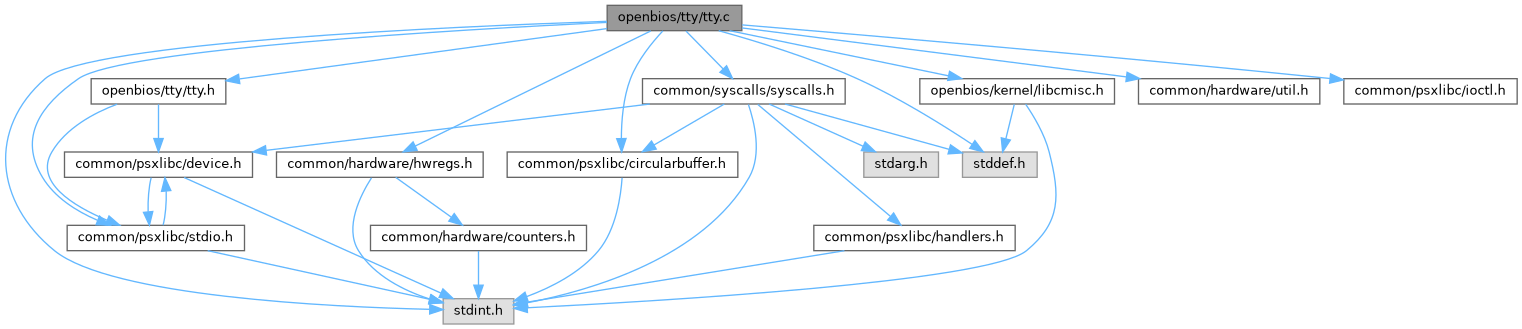 openbios/tty/tty.c
openbios/tty/tty.h
common/syscalls/syscalls.h
openbios/kernel/libcmisc.h
common/hardware/util.h
common/psxlibc/ioctl.h
common/psxlibc/device.h
common/hardware/hwregs.h
common/psxlibc/circularbuffer.h
stdarg.h
stddef.h
common/psxlibc/stdio.h
common/hardware/counters.h
common/psxlibc/handlers.h
stdint.h